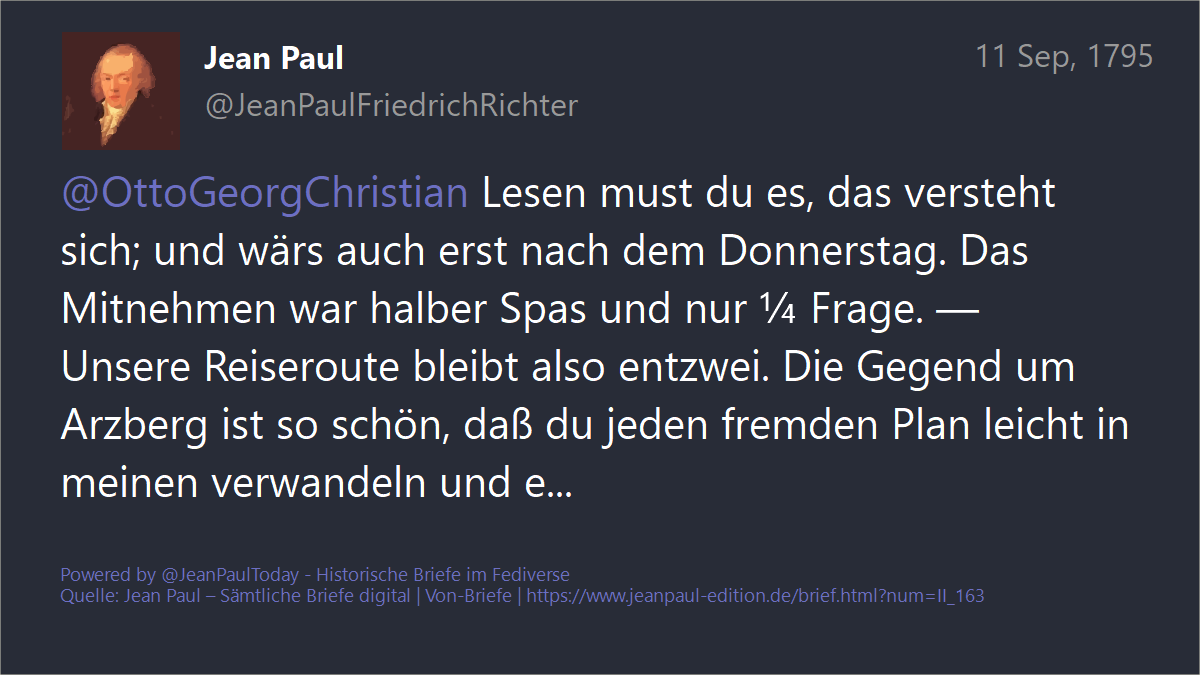 Jean Paul
11 Sep, 1795
@JeanPaulFriedrichRichter
@OttoGeorgChristian Lesen must du es, das versteht
sich; und wärs auch erst nach dem Donnerstag. Das
Mitnehmen war halber Spas und nur ¼ Frage. —
Unsere Reiseroute bleibt also entzwei. Die Gegend um
Arzberg ist so schön, daß du jeden fremden Plan leicht in
meinen verwandeln und e...
Powered by @JeanPaulToday - Historische Briefe im Fediverse
Quelle: Jean Paul – Sämtliche Briefe digital | Von-Briefe | https://www.jeanpaul-edition.de/brief.html?num=II_163